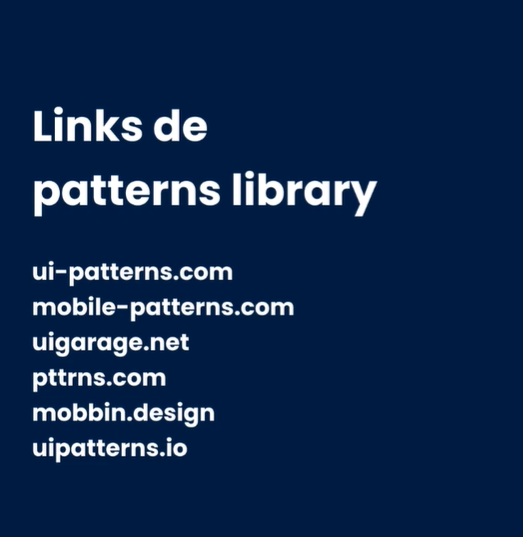 Links de
patterns library
ui-patterns.com
mobile-patterns.com
uigarage.net
pttrns.com
mobbin.design
uipatterns.io